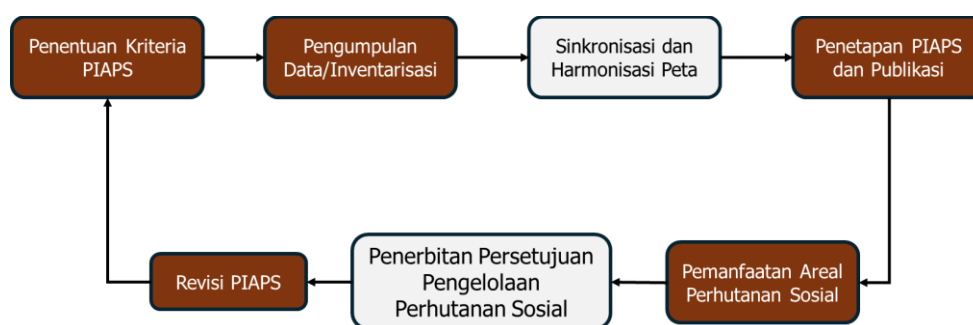 Penentuan Kriteria
PIAPS
Pengumpulan
Data/Inventarisasi
Sinkronisasi dan
Harmonisasi Peta
Penetapan PIAPS
dan Publikasi
Pemanfaatan Areal
Perhutanan Sosial
Penerbitan Persetujuan
Pengelolaan
Perhutanan Sosial
Revisi PIAPS